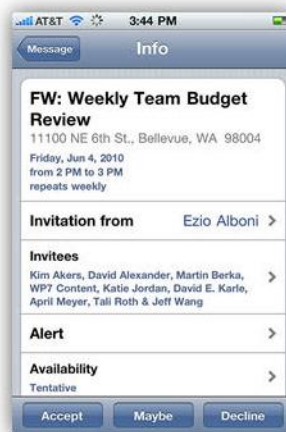 AT&T 3:44 PM
Message Info
FW: Weekly Team Budget
Review
11100 NE 6th St., Bellevue, WA 98004
Friday, Jun 4, 2010
from 2 PM to 3 PM
repeats weekly
Invitation from Ezio Alboni
Invitees
Kim Akers, David Alexander, Martin Berka,
WP7 Content, Katie Jordan, David E. Karle,
April Meyer, Tali Roth & Jeff Wang
Alert
Availability
Tentative
Accept Maybe Decline